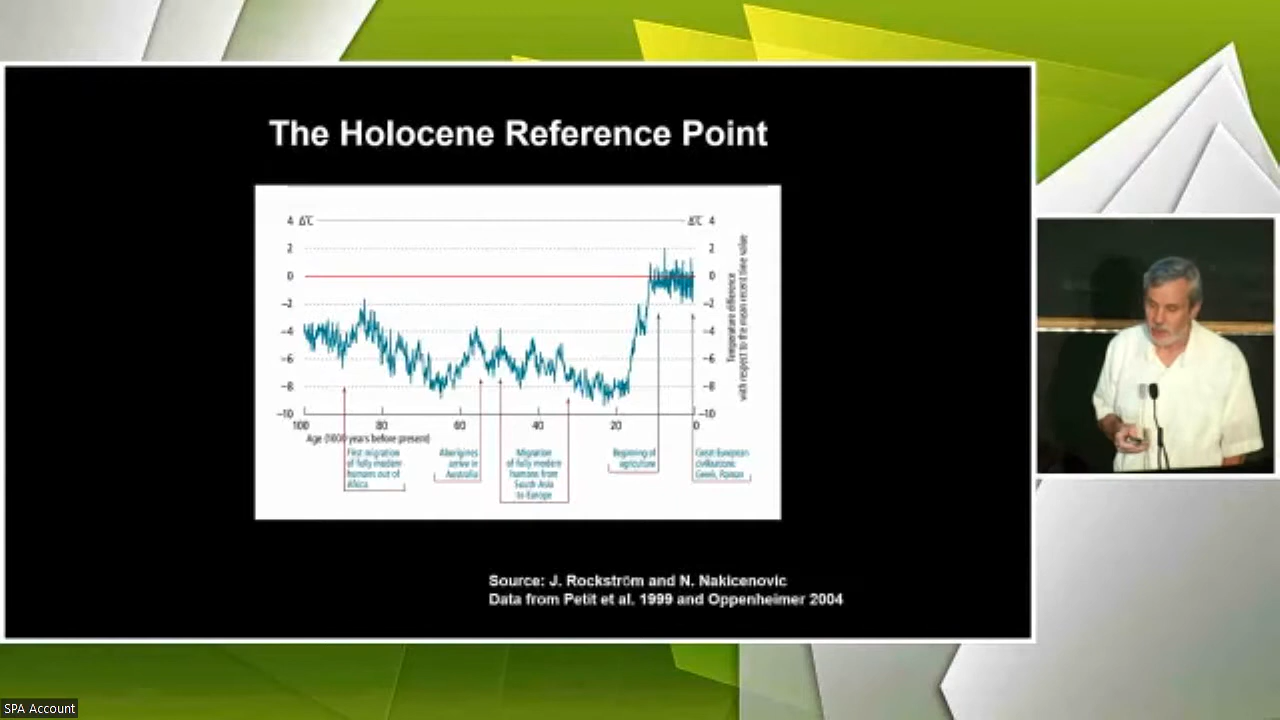 The Holocene Reference Point
4 ΔT
ΔT 4
2
2
0
0
−2
−2
−4
−4
−6
−6
−8
−8
−10
−10
Temperature difference
with respect to the mean recent time value
100
80
60
40
20
0
Age (1000 years before present)
First migration
of fully modern
humans out of
Africa
Aborigines
arrive in
Australia
Migration
of fully modern
humans from
South Asia
to Europe
Beginning of
agriculture
Great European
civilisations:
Greek, Roman
Source: J. Rockström and N. Nakicenovic
Data from Petit et al. 1999 and Oppenheimer 2004
SPA Account